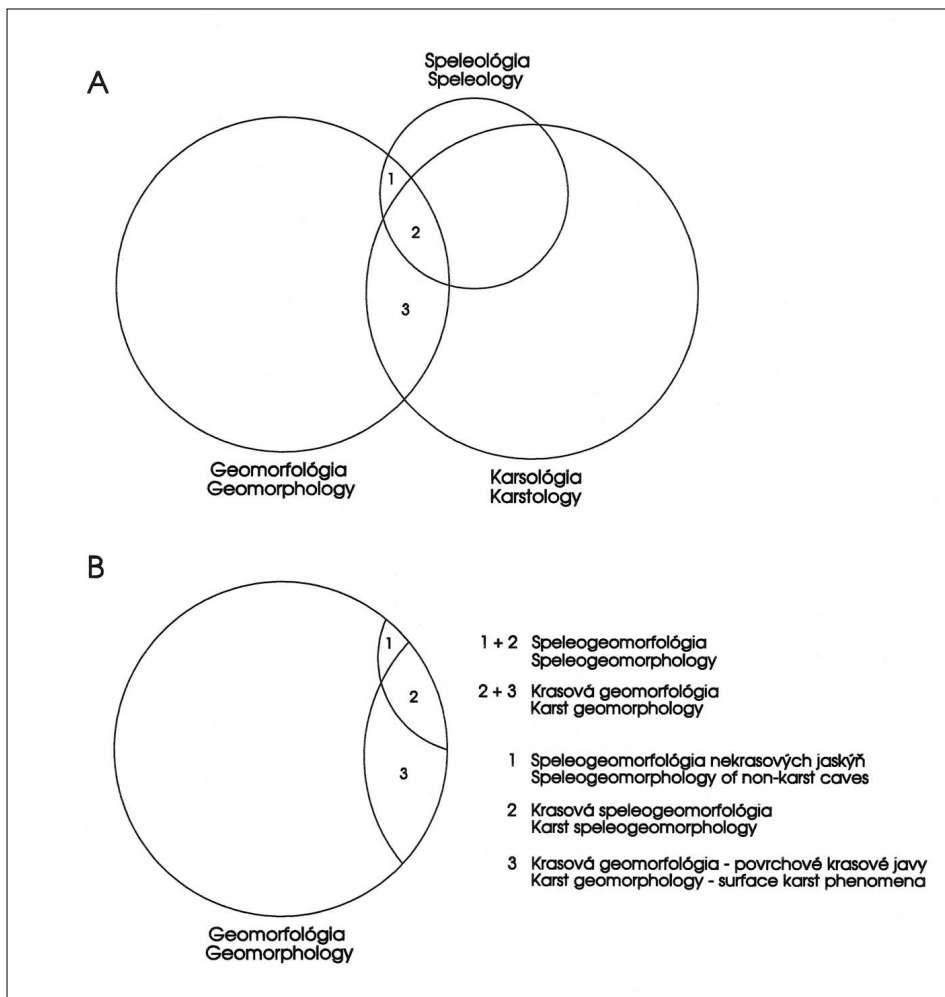 A
Speleológia
Speleology
1
2
3
Geomorfológia
Geomorphology
Karsológia
Karstology
B
1
2
3
Geomorfológia
Geomorphology
1 + 2 Speleogeomorfológia
Speleogeomorphology
2 + 3 Krasová geomorfológia
Karst geomorphology
1 Speleogeomorfológia nekrasových jaskýň
Speleogeomorphology of non-karst caves
2 Krasová speleogeomorfológia
Karst speleogeomorphology
3 Krasová geomorfológia - povrchové krasové javy
Karst geomorphology - surface karst phenomena